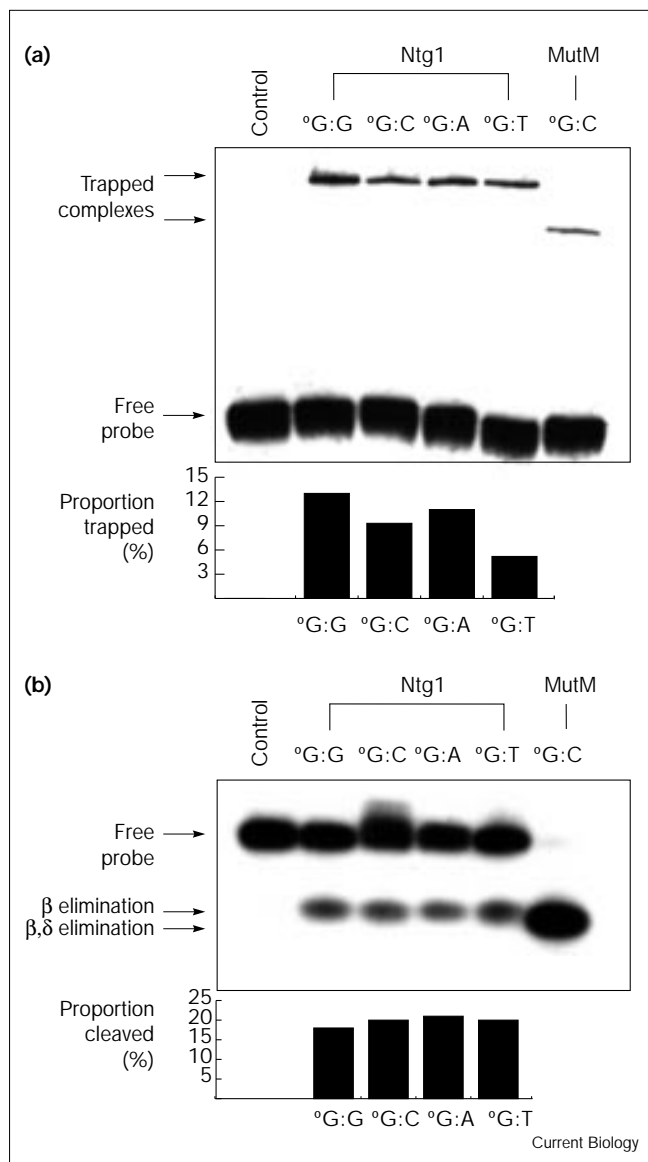 (a)
Ntg1 MutM
Control ºG:G ºG:C ºG:A ºG:T ºG:C
Trapped
complexes
Free
probe
Proportion
trapped
(%)
15
12
9
6
3
ºG:G ºG:C ºG:A ºG:T
(b)
Ntg1 MutM
Control ºG:G ºG:C ºG:A ºG:T ºG:C
Free
probe
β elimination
β,δ elimination
Proportion
cleaved
(%)
25
20
15
10
5
ºG:G ºG:C ºG:A ºG:T
Current Biology